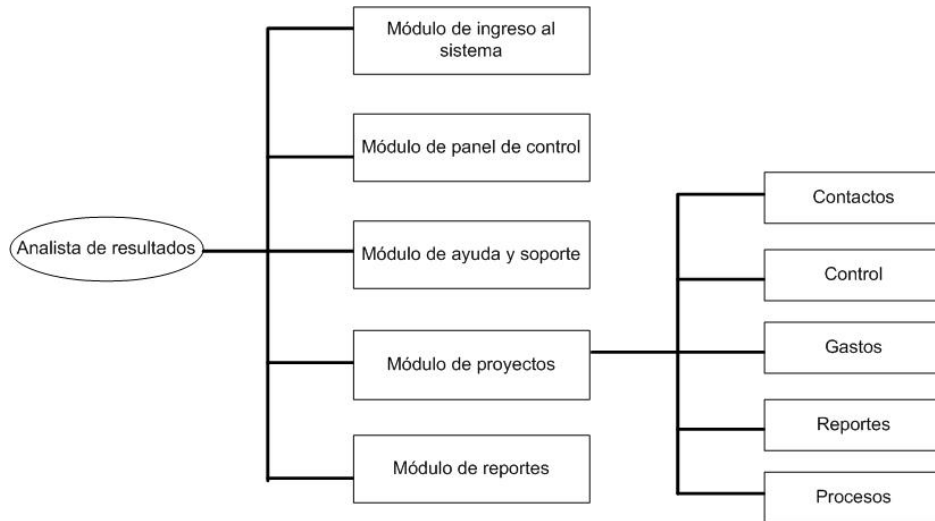 Módulo de ingreso al
sistema
Módulo de panel de control
Contactos
Analista de resultados
Módulo de ayuda y soporte
Control
Gastos
Módulo de proyectos
Reportes
Módulo de reportes
Procesos